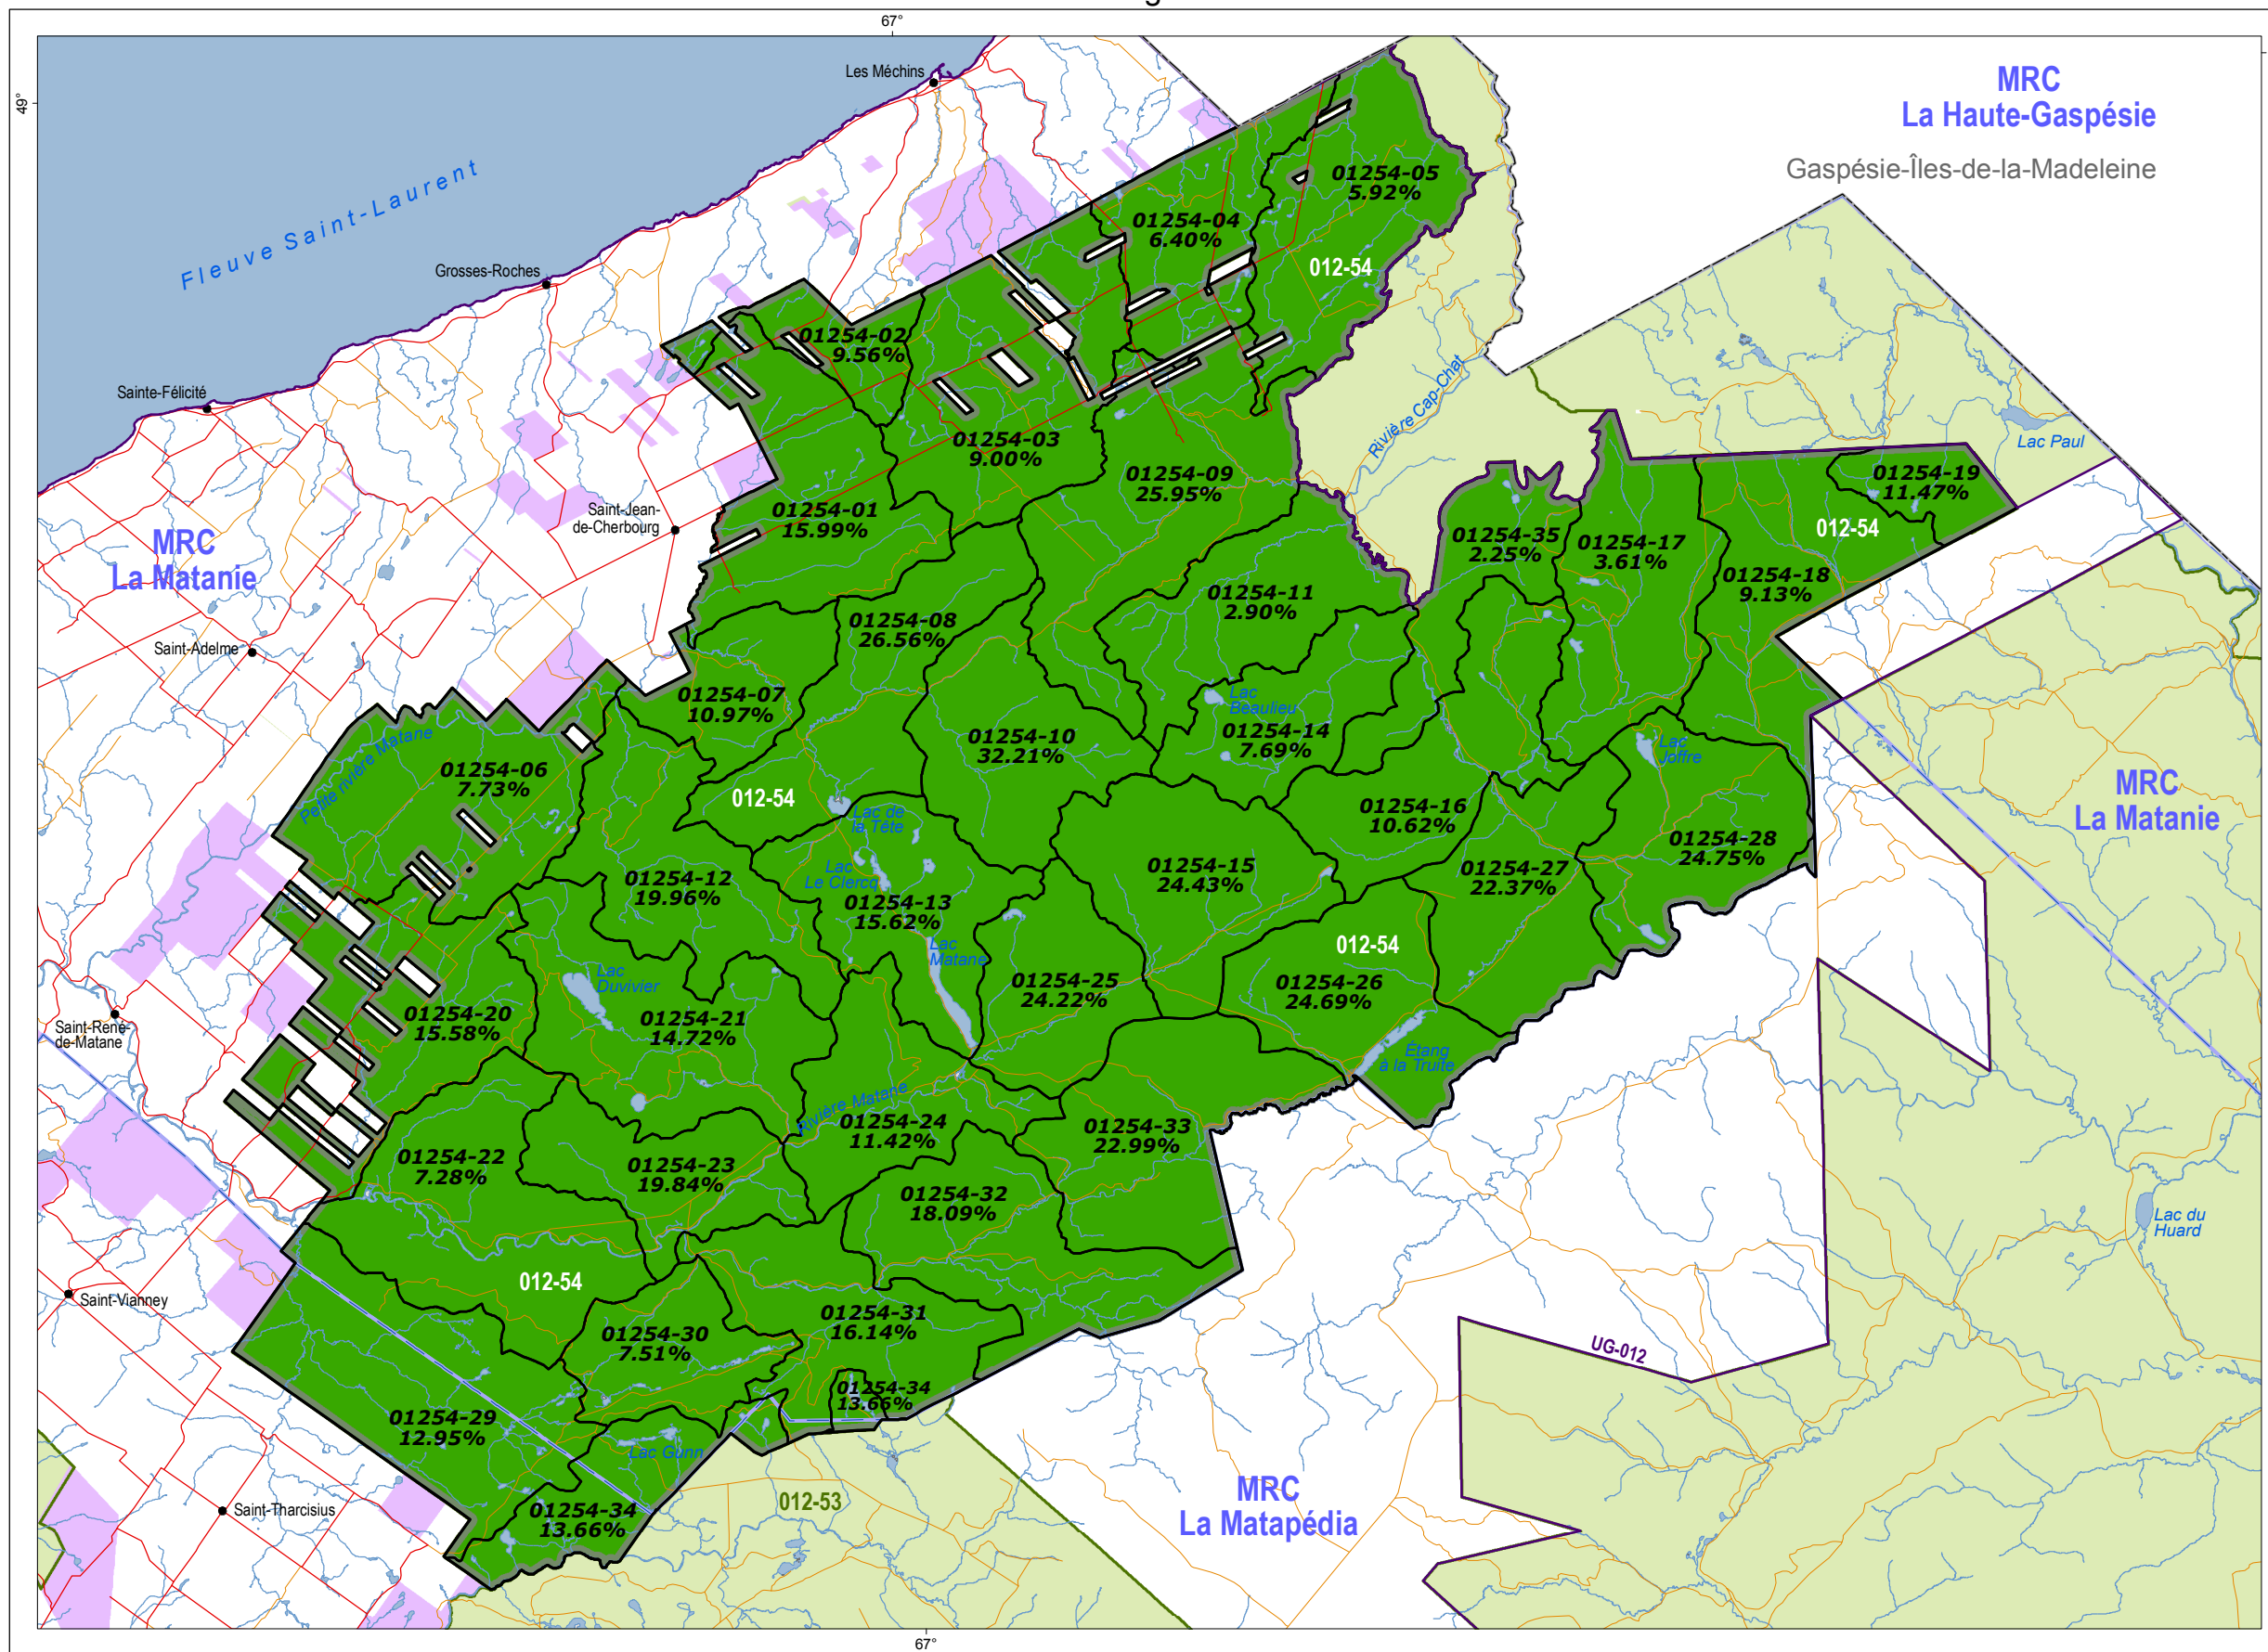 67°
49°
Les Méchins
MRC
La Haute-Gaspésie
Gaspésie-Îles-de-la-Madeleine
Fleuve Saint-Laurent
01254-05
5.92%
01254-04
6.40%
012-54
Grosses-Roches
01254-02
9.56%
Sainte-Félicité
Rivière Cap-Chat
Lac Paul
01254-03
9.00%
01254-09
25.95%
01254-19
11.47%
Saint-Jean-
de-Cherbourg
01254-01
15.99%
012-54
MRC
La Matanie
01254-35
2.25%
01254-17
3.61%
01254-18
9.13%
01254-11
2.90%
01254-08
26.56%
Saint-Adelme
01254-07
10.97%
Lac
Beaulieu
01254-14
7.69%
01254-10
32.21%
Lac
Joffre
Petite rivière Matane
01254-06
7.73%
012-54
Lac de
la Tête
01254-16
10.62%
MRC
La Matanie
01254-28
24.75%
01254-15
24.43%
01254-27
22.37%
Lac
Le Clercq
01254-12
19.96%
01254-13
15.62%
Lac
Matane
012-54
Lac
Duvivier
01254-25
24.22%
01254-26
24.69%
01254-20
15.58%
01254-21
14.72%
Saint-René-
de-Matane
Étang
à la Truite
Rivière Matane
01254-24
11.42%
01254-33
22.99%
01254-22
7.28%
01254-23
19.84%
01254-32
18.09%
Lac du
Huard
012-54
Saint-Vianney
01254-31
16.14%
01254-30
7.51%
UG-012
01254-34
13.66%
01254-29
12.95%
Lac Gunn
012-53
MRC
La Matapédia
Saint-Tharcisius
01254-34
13.66%
67°